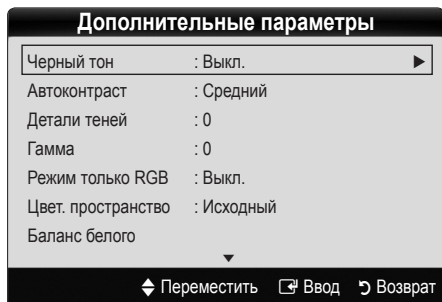 Дополнительные параметры
Черный тон : Выкл.
Автоконтраст : Средний
Детали теней : 0
Гамма : 0
Режим только RGB : Выкл.
Цвет. пространство : Исходный
Баланс белого
Переместить Ввод Возврат